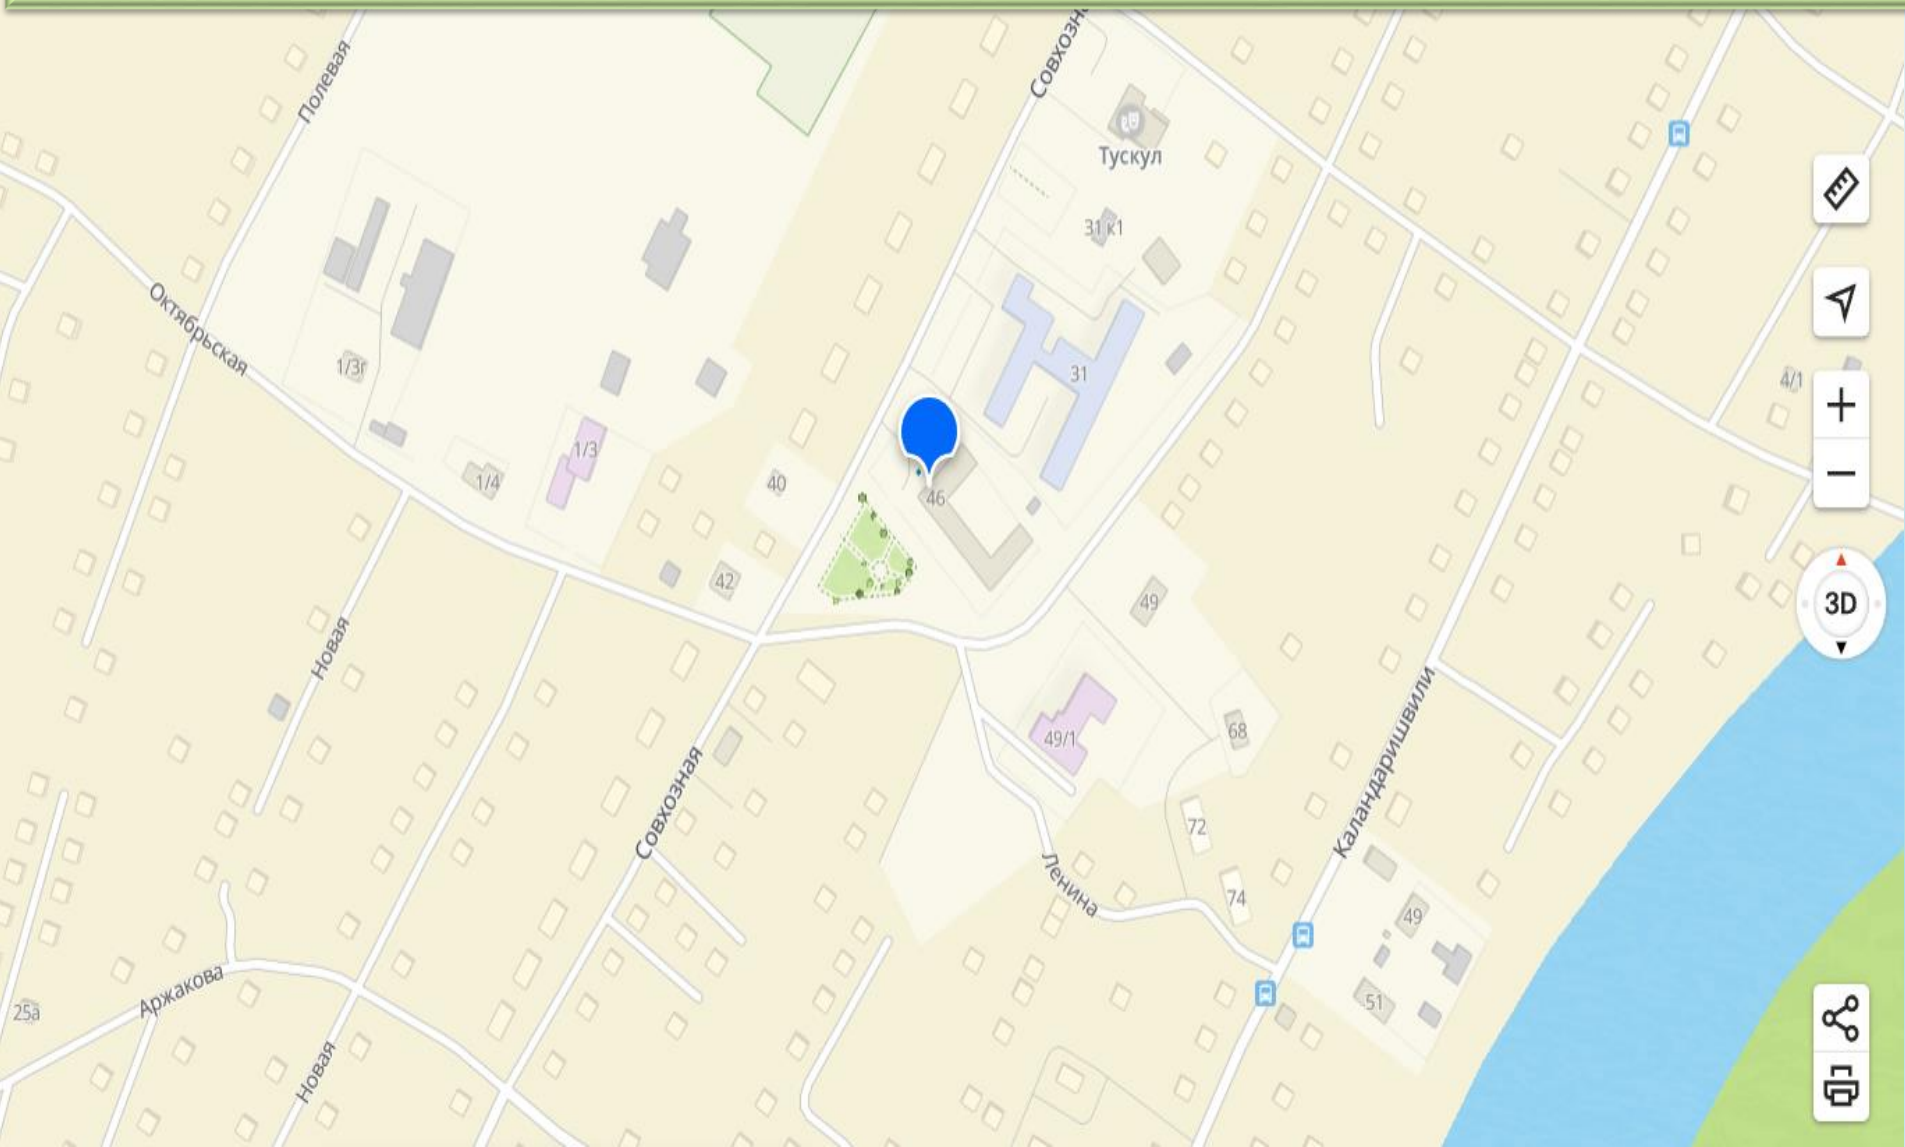 Совхозн
Полевая
Тускул
31 к1
Октябрьская
1/3г
31
4/1
1/3
1/4
40
46
42
49
3D
Новая
49/1
68
Каландаришвили
Совхозная
72
Ленина
74
49
Аржакова
51
25а
Новая